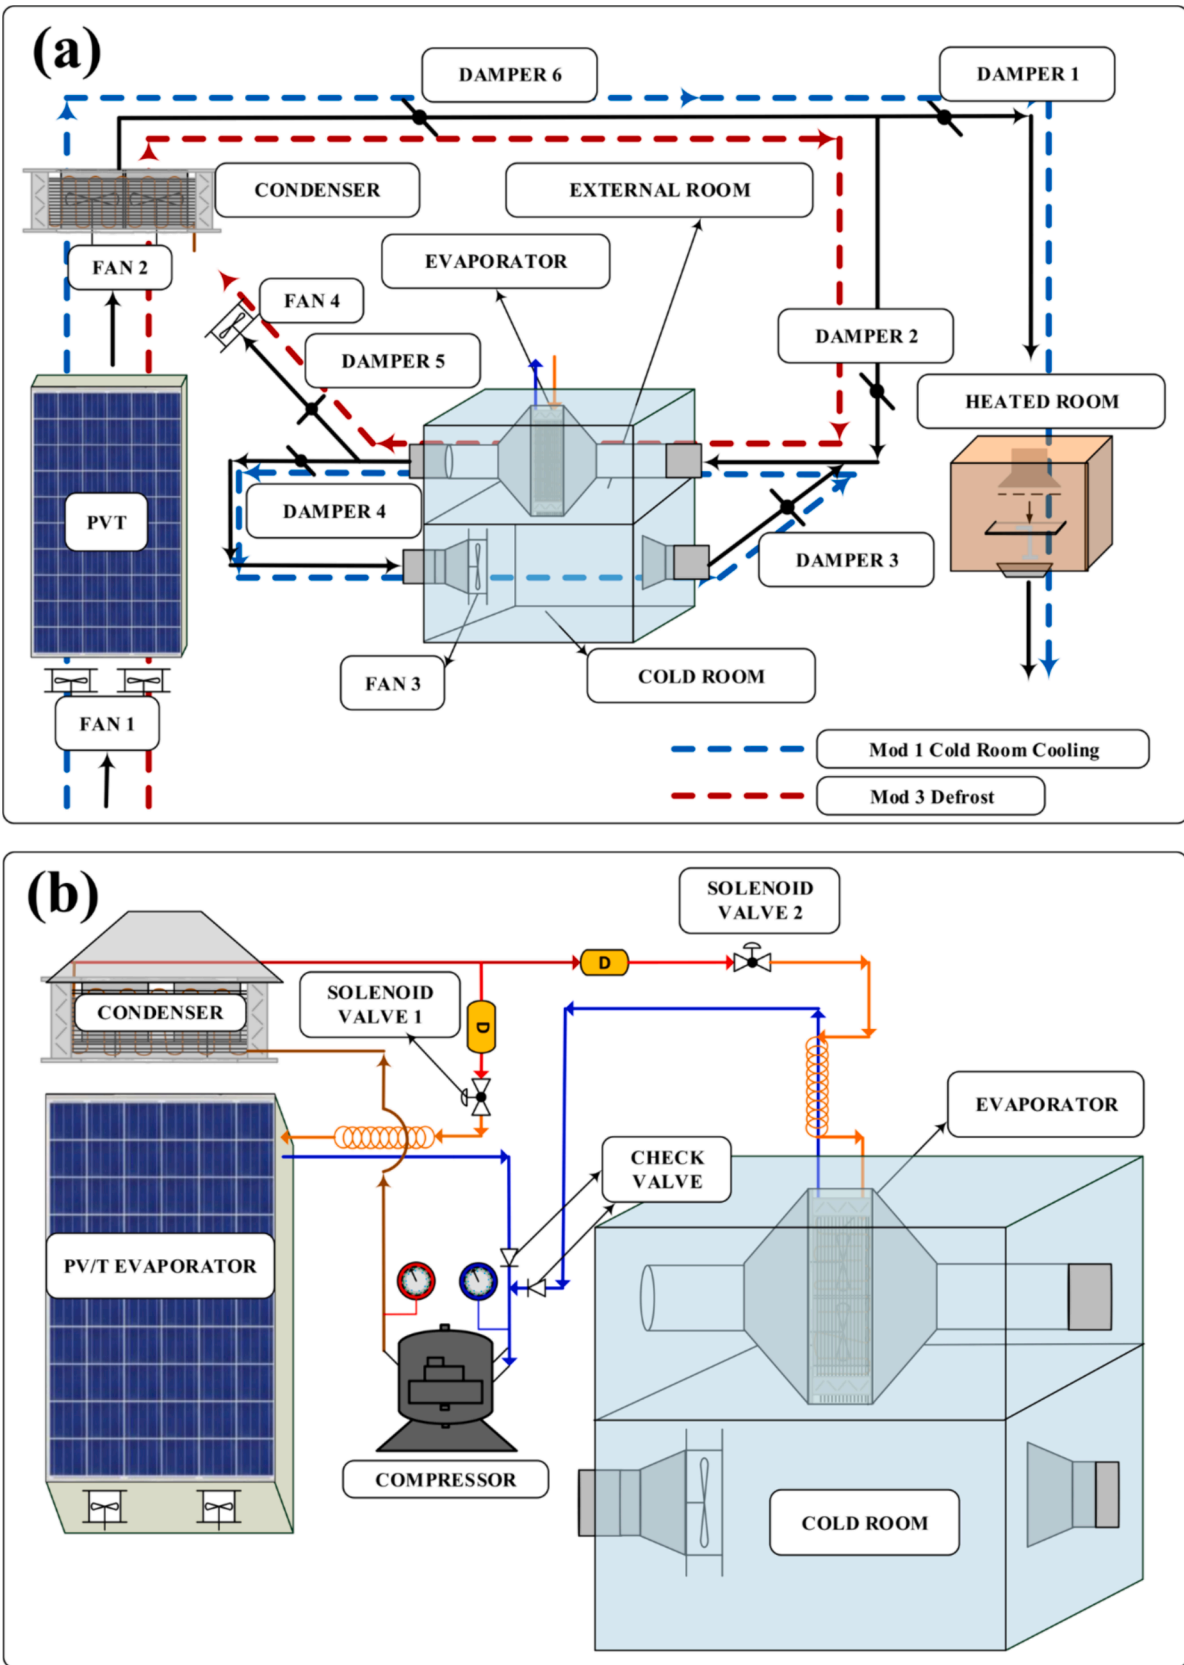 (a)
DAMPER 6
DAMPER 1
CONDENSER
EXTERNAL ROOM
EVAPORATOR
FAN 2
FAN 4
DAMPER 5
DAMPER 2
HEATED ROOM
PVT
DAMPER 4
DAMPER 3
FAN 3
COLD ROOM
FAN 1
Mod 1 Cold Room Cooling
Mod 3 Defrost
(b)
SOLENOID
VALVE 2
D
SOLENOID
VALVE 1
CONDENSER
D
EVAPORATOR
CHECK
VALVE
PV/T EVAPORATOR
COMPRESSOR
COLD ROOM